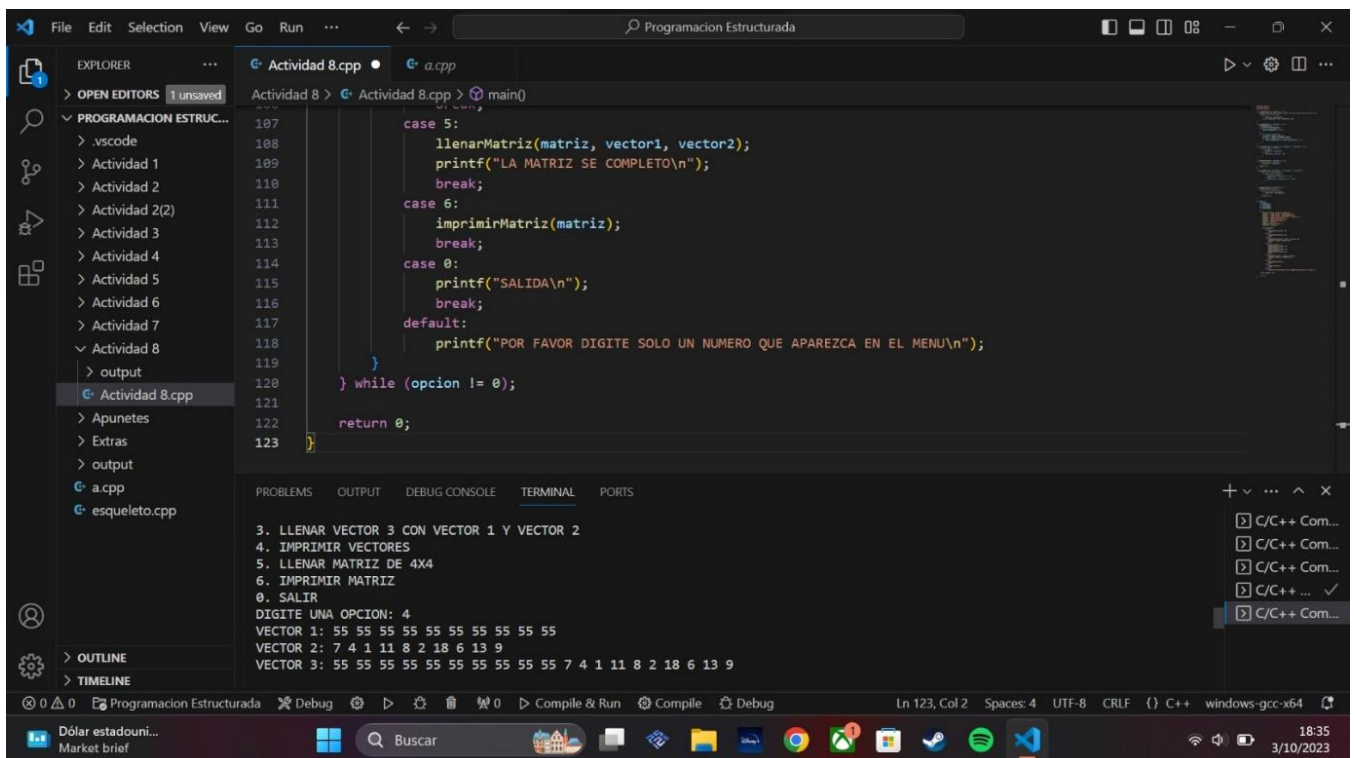 File Edit Selection View Go Run ··· ← → Programacion Estructurada
EXPLORER ···
OPEN EDITORS 1 unsaved
PROGRAMACION ESTRUC...
.vscode
Actividad 1
Actividad 2
Actividad 2(2)
Actividad 3
Actividad 4
Actividad 5
Actividad 6
Actividad 7
Actividad 8
output
Actividad 8.cpp
Apunetes
Extras
output
a.cpp
esqueleto.cpp
OUTLINE
TIMELINE
Actividad 8.cpp ● a.cpp
Actividad 8 > Actividad 8.cpp > main()
106 break;
107 case 5:
108 llenarMatriz(matriz, vector1, vector2);
109 printf("LA MATRIZ SE COMPLETO\n");
110 break;
111 case 6:
112 imprimirMatriz(matriz);
113 break;
114 case 0:
115 printf("SALIDA\n");
116 break;
117 default:
118 printf("POR FAVOR DIGITE SOLO UN NUMERO QUE APAREZCA EN EL MENU\n");
119 }
120 } while (opcion != 0);
121
122 return 0;
123 }
PROBLEMS OUTPUT DEBUG CONSOLE TERMINAL PORTS
3. LLENAR VECTOR 3 CON VECTOR 1 Y VECTOR 2
4. IMPRIMIR VECTORES
5. LLENAR MATRIZ DE 4X4
6. IMPRIMIR MATRIZ
0. SALIR
DIGITE UNA OPCION: 4
VECTOR 1: 55 55 55 55 55 55 55 55 55 55
VECTOR 2: 7 4 1 11 8 2 18 6 13 9
VECTOR 3: 55 55 55 55 55 55 55 55 55 55 7 4 1 11 8 2 18 6 13 9
C/C++ Com...
C/C++ Com...
C/C++ Com...
C/C++ ... ✓
C/C++ Com...
0 0 Programacion Estructurada Debug 0 Compile & Run Compile Debug Ln 123, Col 2 Spaces: 4 UTF-8 CRLF {} C++ windows-gcc-x64
Dólar estadouni...
Market brief
Buscar
18:35
3/10/2023